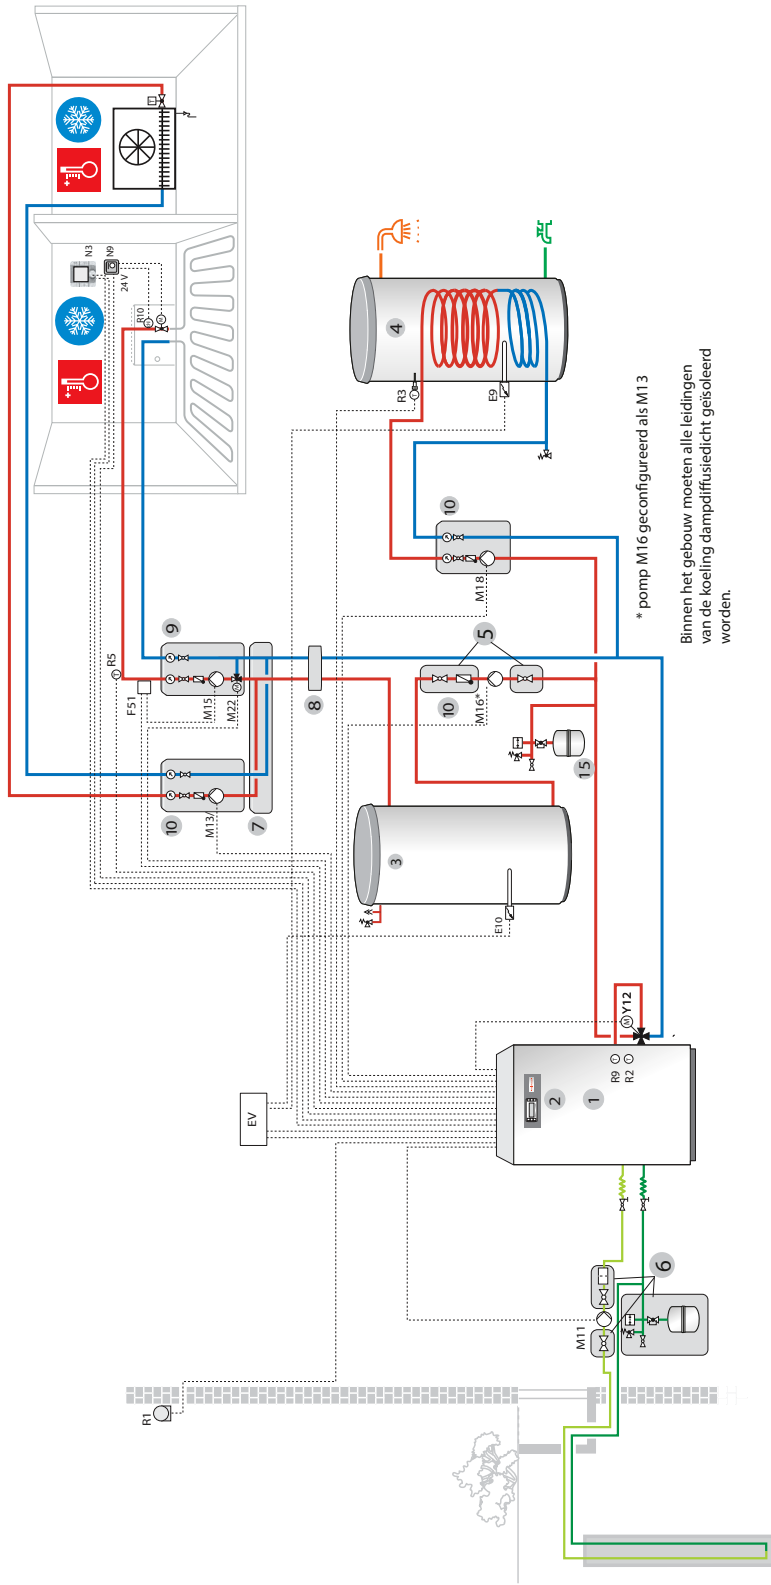 N3
N9
24 V
R10
M
M
T
R5
T
F51
9
M15
M22
M
10
M13/
7
8
4
R3
T
E9
10
M18
5
10
M16*
15
3
E10
* pomp M16 geconfigureerd als M13
Binnen het gebouw moeten alle leidingen
van de koeling dampdiffusiedicht geïsoleerd
worden.
EV
2
1
R9
T
R2
T
M
Y12
6
M11
R1